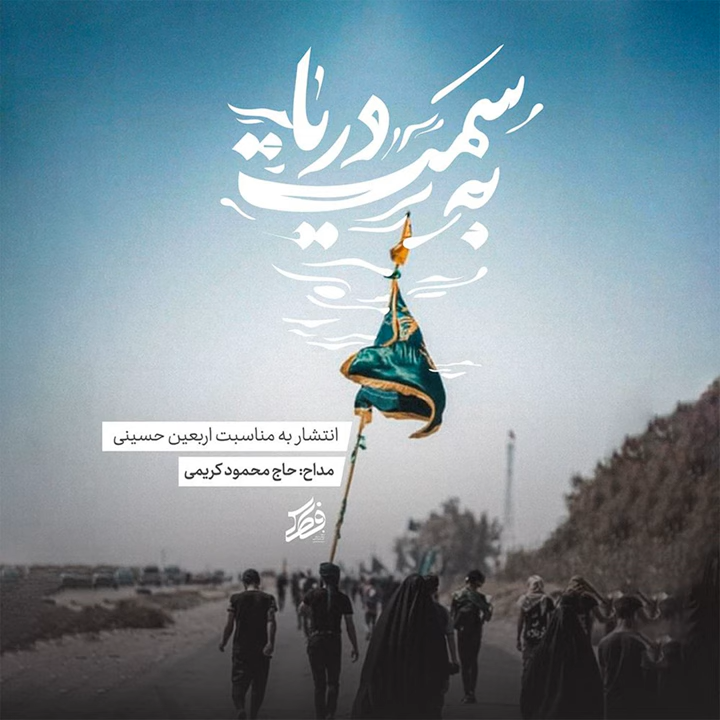 به سمت دریا
انتشار به مناسبت اربعین حسینی
مداح: حاج محمود کریمی